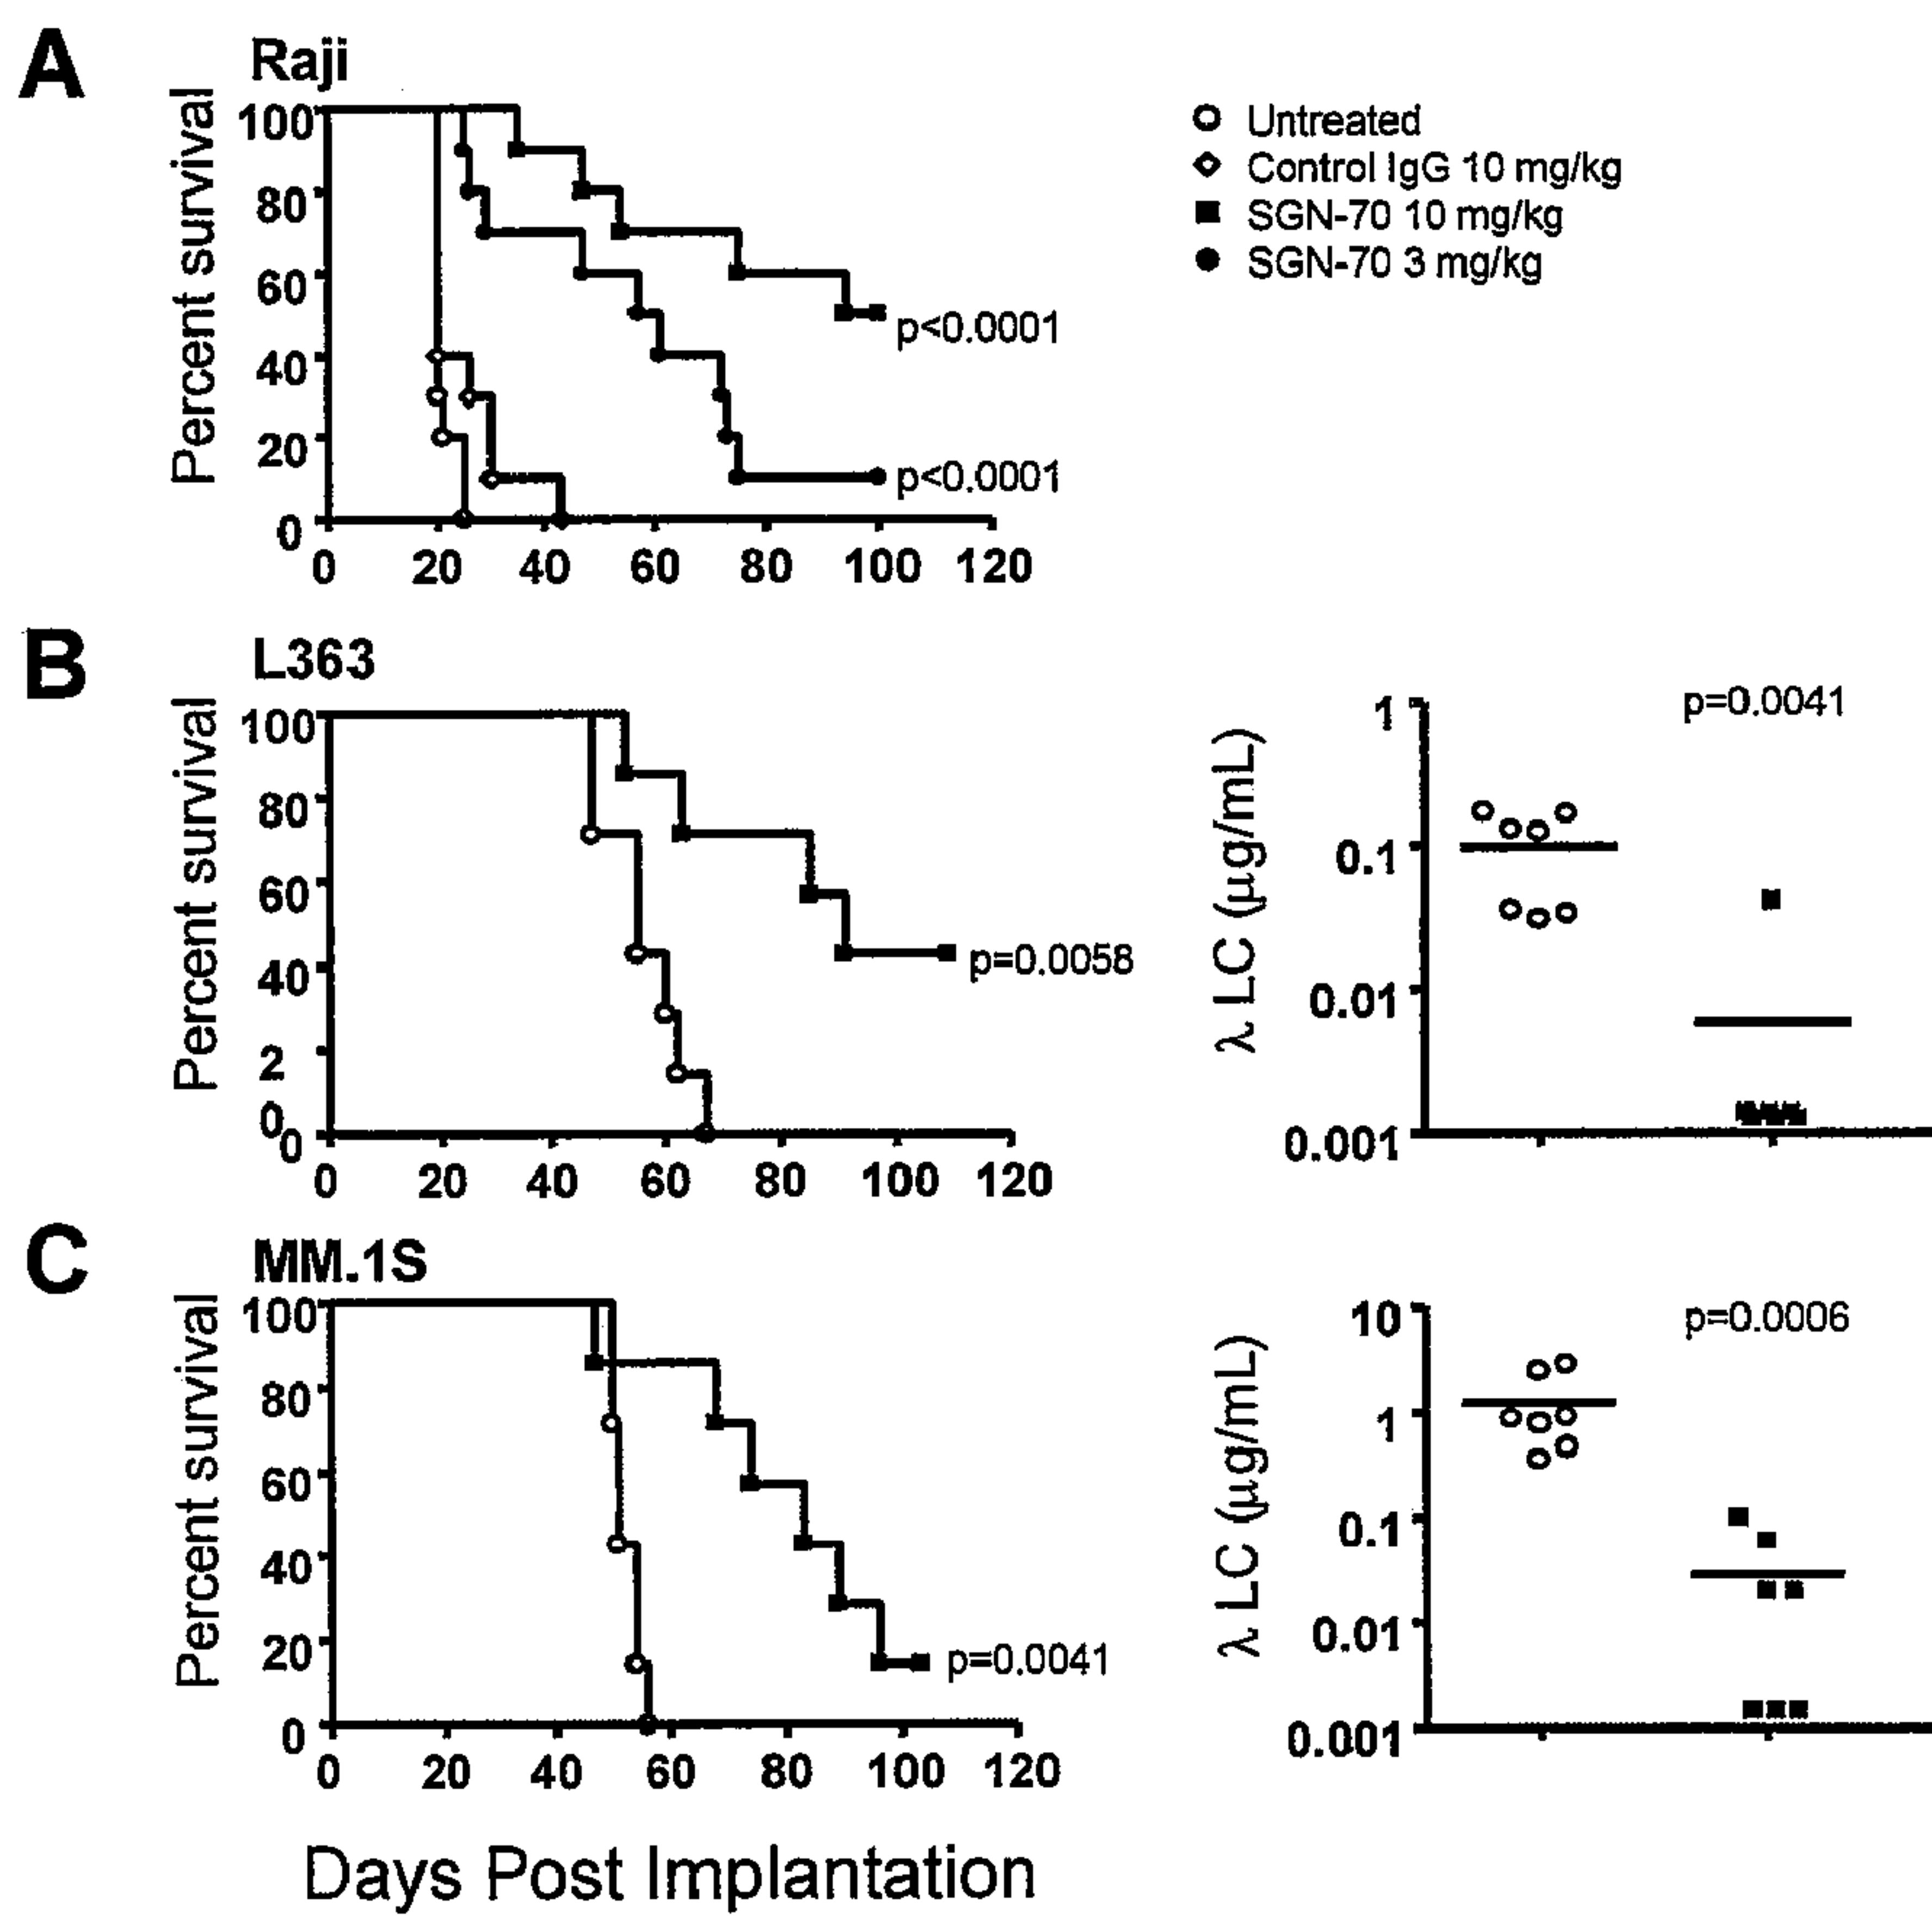 A
Raji
Percent survival
100
80
60
40
20
0
0 20 40 60 80 100 120
p<0.0001
p<0.0001
Untreated
Control IgG 10 mg/kg
SGN-70 10 mg/kg
SGN-70 3 mg/kg
B
L363
Percent survival
100
80
60
40
2
0
0
0 20 40 60 80 100 120
p=0.0058
λ LC (µg/mL)
1
0.1
0.01
0.001
p=0.0041
C
MM.1S
Percent survival
100
80
60
40
20
0
0 20 40 60 80 100 120
p=0.0041
λ LC (µg/mL)
10
1
0.1
0.01
0.001
p=0.0006
Days Post Implantation